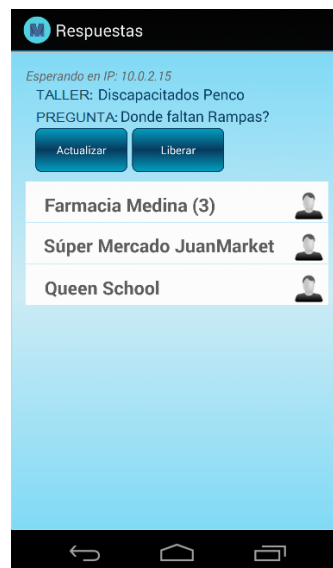 M Respuestas
Esperando en IP: 10.0.2.15
TALLER: Discapacitados Penco
PREGUNTA: Donde faltan Rampas?
Actualizar Liberar
Farmacia Medina (3)
Súper Mercado JuanMarket
Queen School